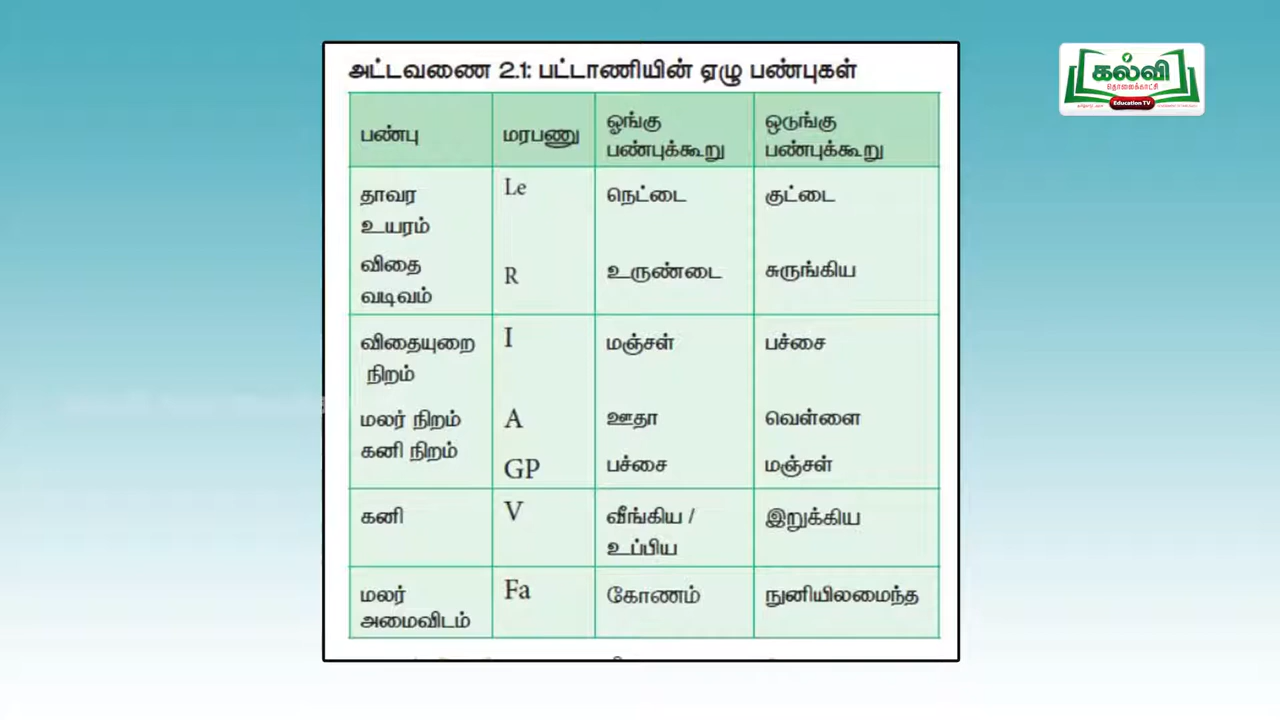 அட்டவணை 2.1: பட்டாணியின் ஏழு பண்புகள்
பண்பு மரபணு ஓங்கு பண்புக்கூறு ஒடுங்கு பண்புக்கூறு
தாவர உயரம் Le நெட்டை குட்டை
விதை வடிவம் R உருண்டை சுருங்கிய
விதையுறை நிறம் I மஞ்சள் பச்சை
மலர் நிறம் A ஊதா வெள்ளை
கனி நிறம் GP பச்சை மஞ்சள்
கனி V வீங்கிய / உப்பிய இறுக்கிய
மலர் அமைவிடம் Fa கோணம் நுனியிலமைந்த
கல்வி
தொலைக்காட்சி
Education TV